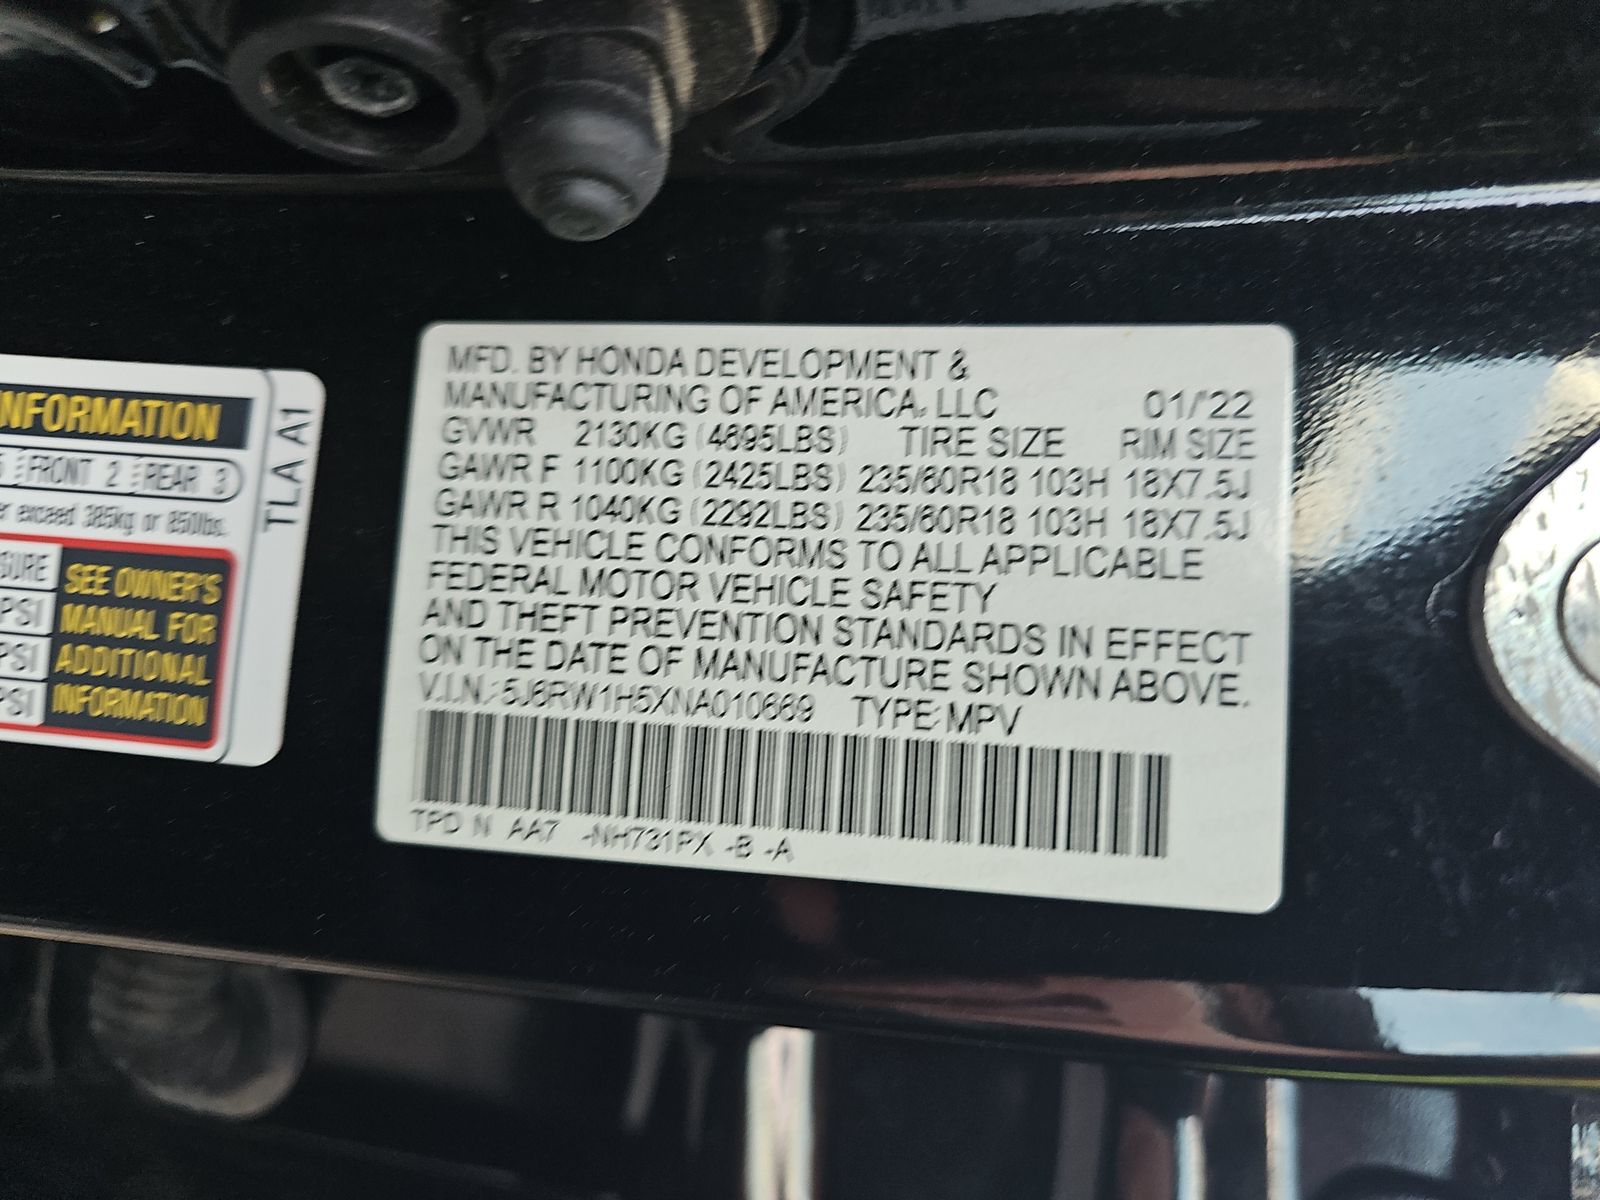 INFORMATION
FRONT 2 REAR 3
exceed 385kg or 850lbs.
SEE OWNER'S
PSI MANUAL FOR
PSI ADDITIONAL
PSI INFORMATION
TLA A1
MFD. BY HONDA DEVELOPMENT &
MANUFACTURING OF AMERICA, LLC 01/'22
GVWR 2130KG (4695LBS) TIRE SIZE RIM SIZE
GAWR F 1100KG (2425LBS) 235/60R18 103H 18X7.5J
GAWR R 1040KG (2292LBS) 235/60R18 103H 18X7.5J
THIS VEHICLE CONFORMS TO ALL APPLICABLE
FEDERAL MOTOR VEHICLE SAFETY
AND THEFT PREVENTION STANDARDS IN EFFECT
ON THE DATE OF MANUFACTURE SHOWN ABOVE.
V.I.N.: 5J6RW1H5XNA010669 TYPE: MPV
TPD N AA7 -NH731PX -B -A